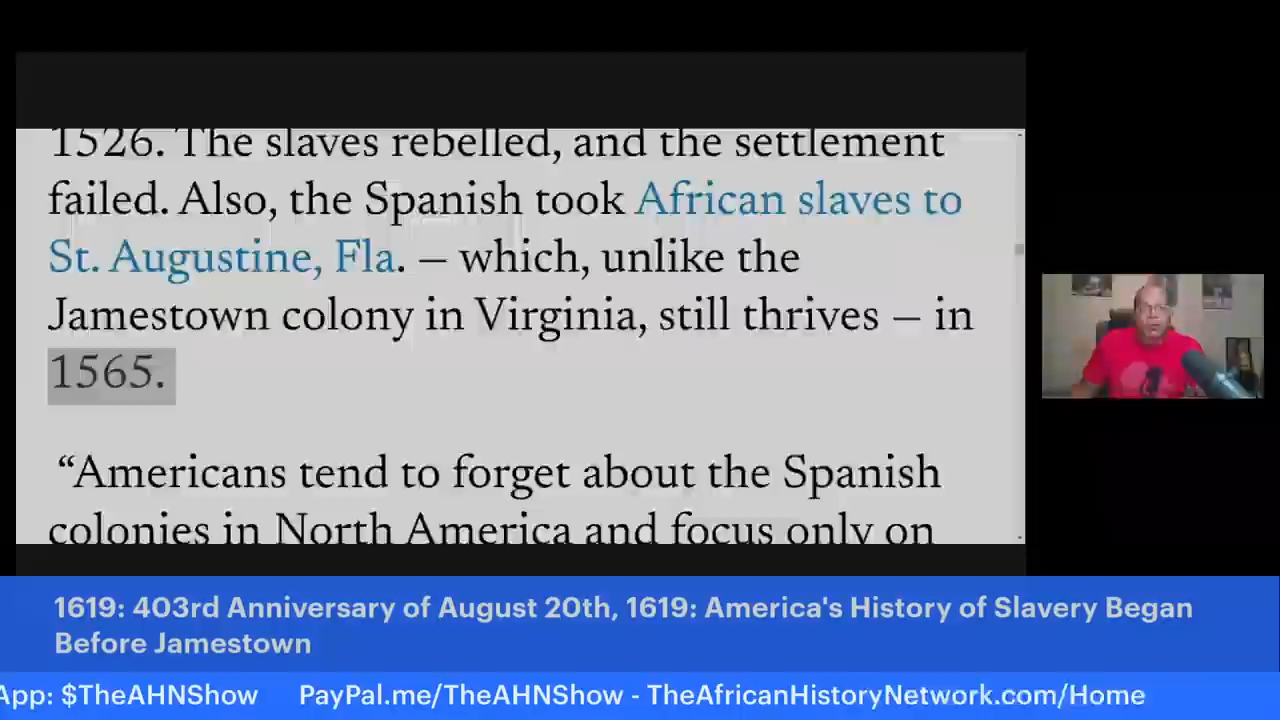 1526. The slaves rebelled, and the settlement
failed. Also, the Spanish took African slaves to
St. Augustine, Fla. – which, unlike the
Jamestown colony in Virginia, still thrives – in
1565.
“Americans tend to forget about the Spanish
colonies in North America and focus only on
1619: 403rd Anniversary of August 20th, 1619: America's History of Slavery Began
Before Jamestown
App: $TheAHNShow PayPal.me/TheAHNShow - TheAfricanHistoryNetwork.com/Home